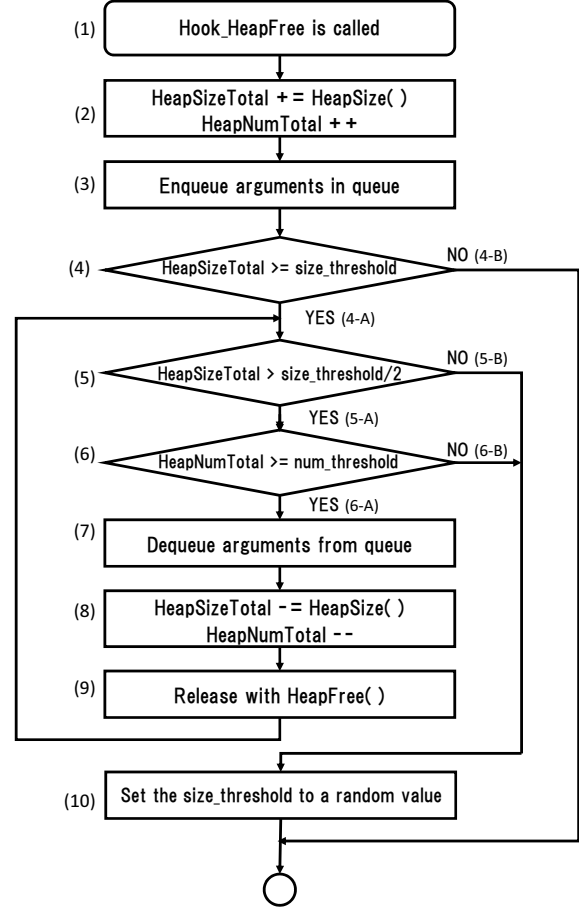 (1) Hook_HeapFree is called
(2) HeapSizeTotal += HeapSize( )
HeapNumTotal ++
(3) Enqueue arguments in queue
(4) HeapSizeTotal >= size_threshold NO (4-B)
YES (4-A)
(5) HeapSizeTotal > size_threshold/2 NO (5-B)
YES (5-A)
(6) HeapNumTotal >= num_threshold NO (6-B)
YES (6-A)
(7) Dequeue arguments from queue
(8) HeapSizeTotal -= HeapSize( )
HeapNumTotal --
(9) Release with HeapFree( )
(10) Set the size_threshold to a random value